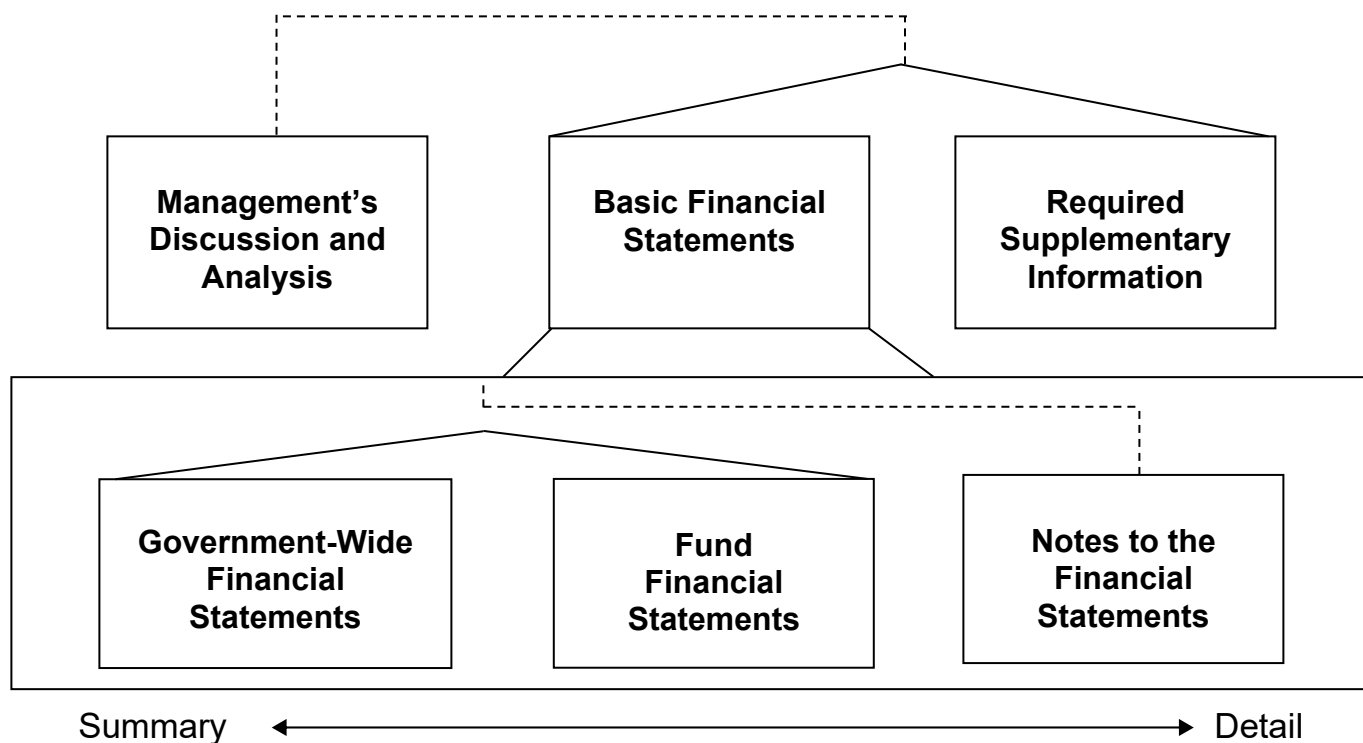 Management’s
Discussion and
Analysis
Basic Financial
Statements
Required
Supplementary
Information
Government-Wide
Financial
Statements
Fund
Financial
Statements
Notes to the
Financial
Statements
Summary
Detail